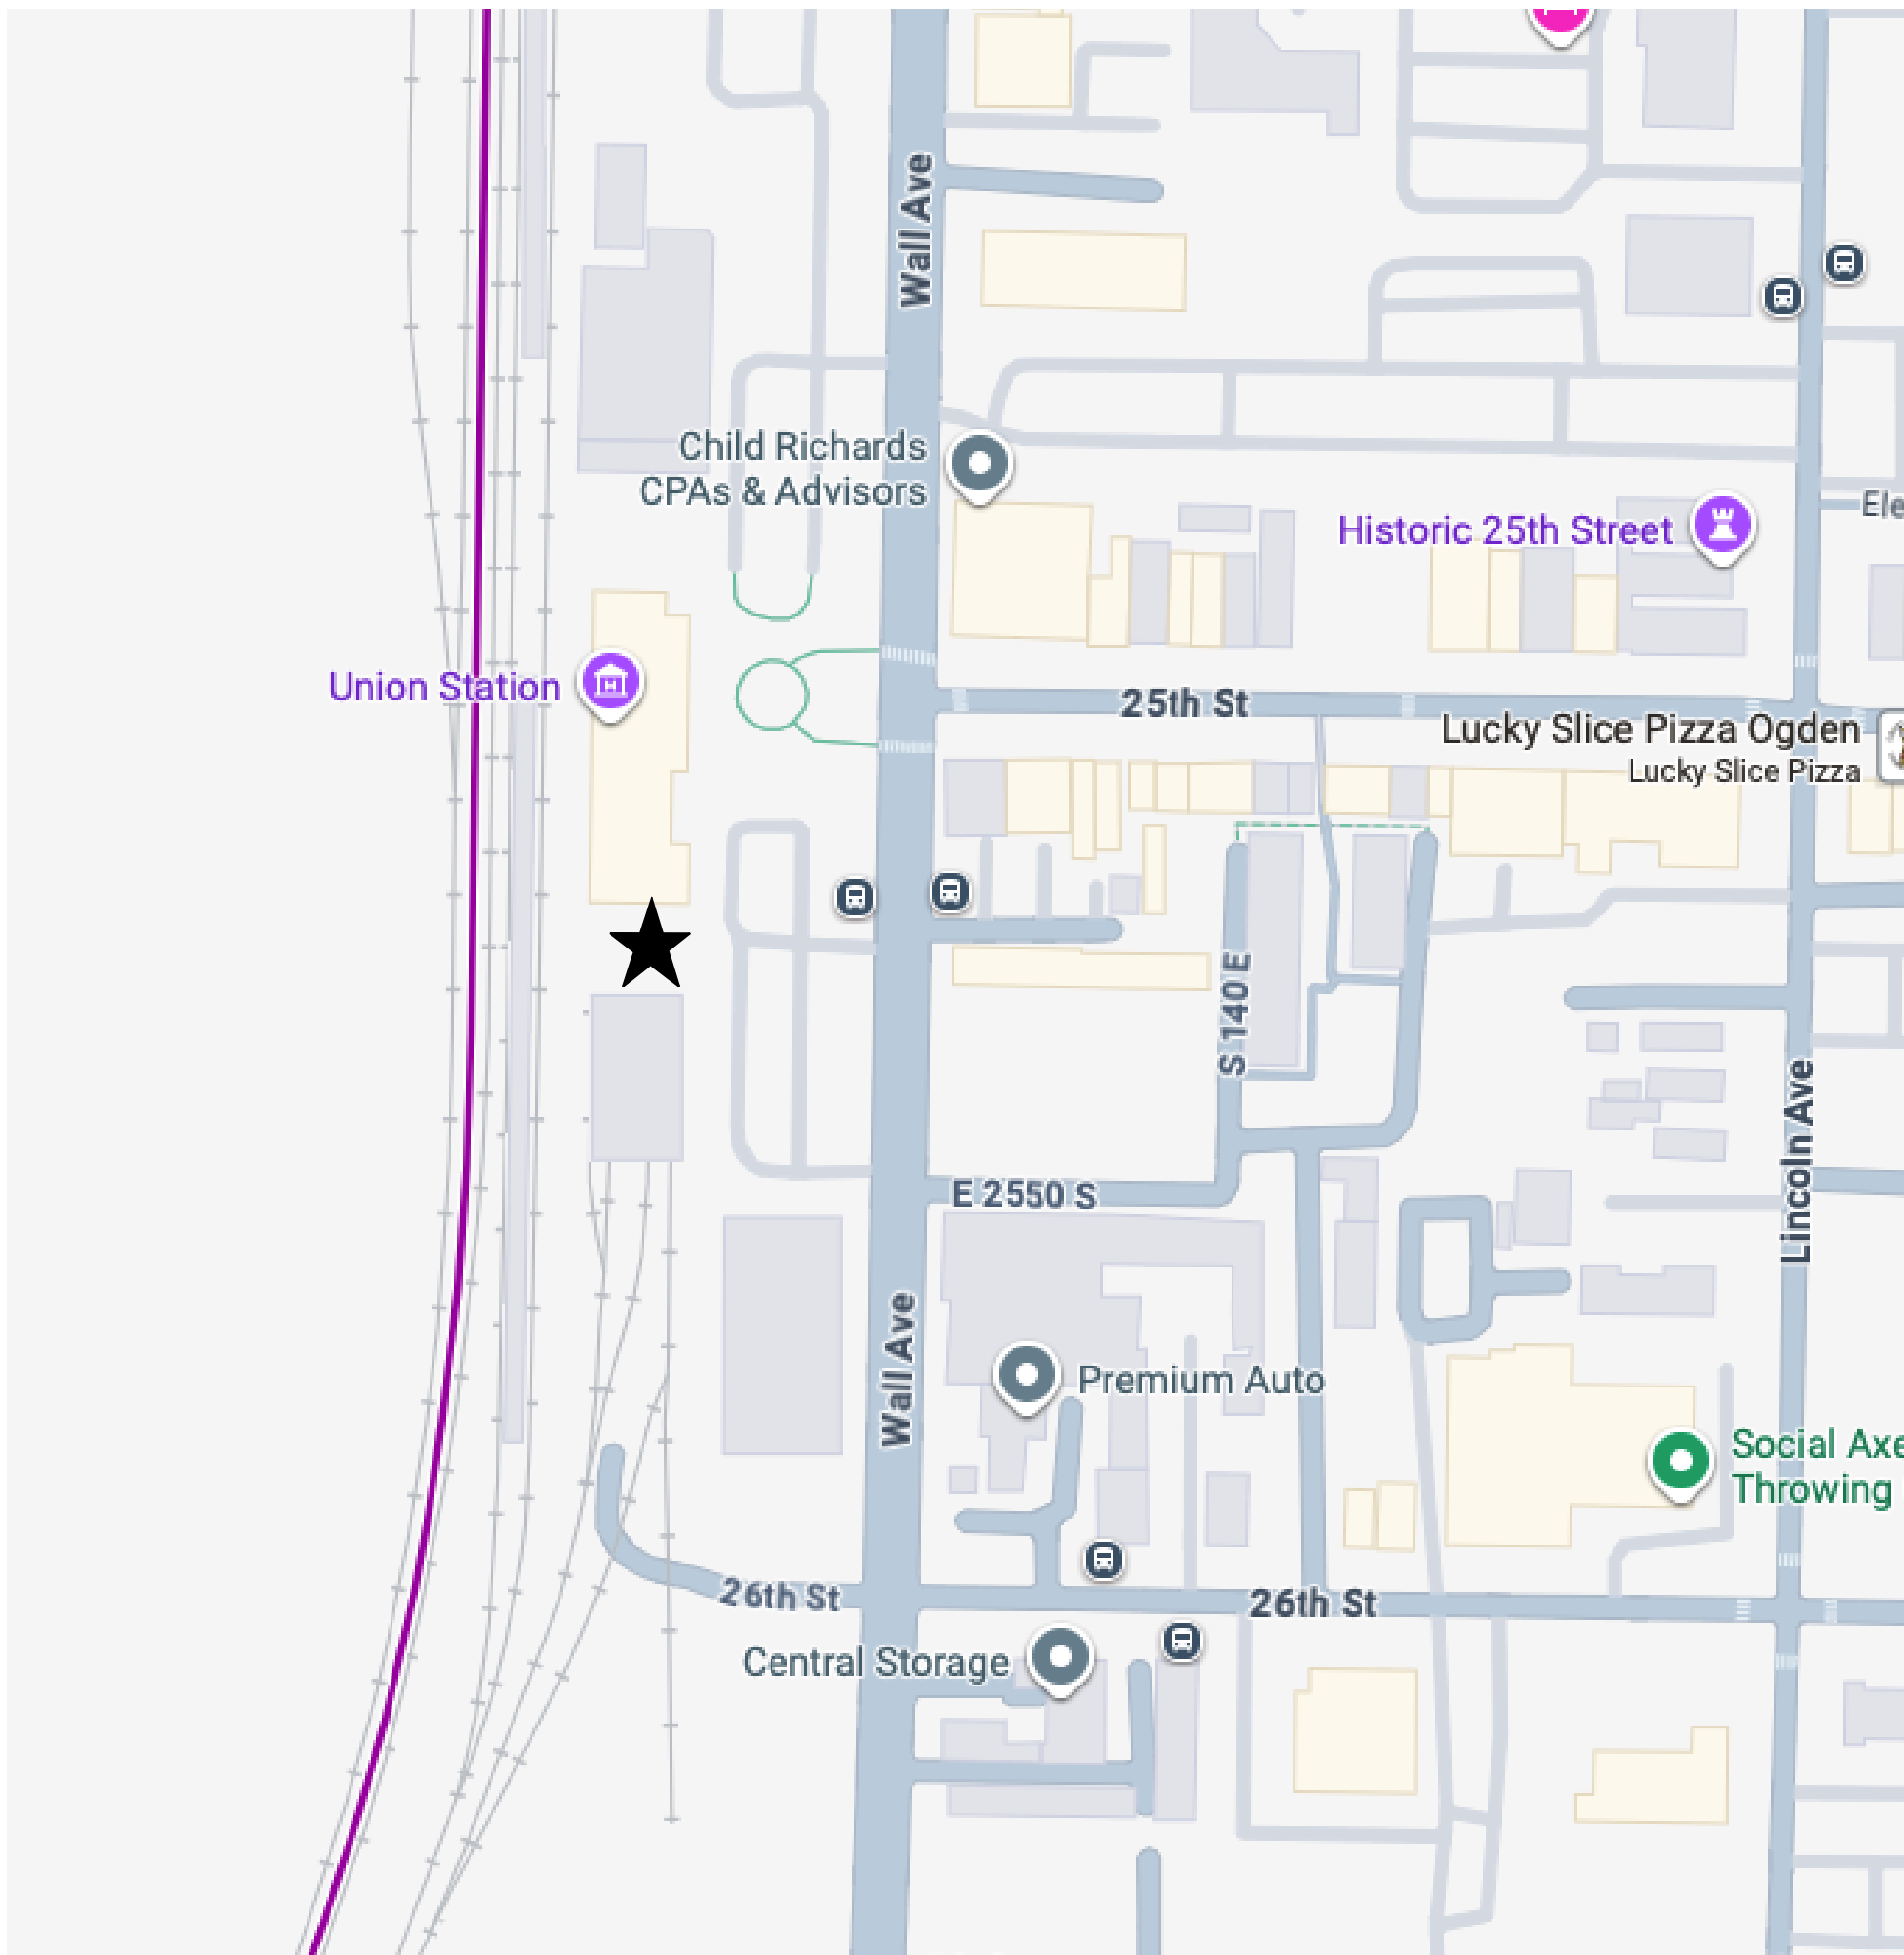 Wall Ave
Child Richards
CPAs & Advisors
Historic 25th Street
Ele
Union Station
25th St
Lucky Slice Pizza Ogden
Lucky Slice Pizza
S 140 E
E 2550 S
Lincoln Ave
Wall Ave
Premium Auto
Social Axe
Throwing
26th St
26th St
Central Storage